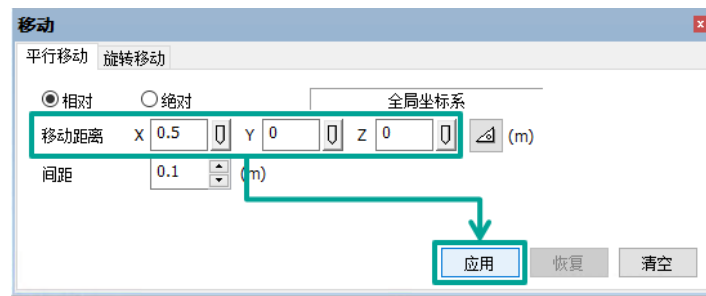 移动
平行移动 旋转移动
相对 绝对 全局坐标系
移动距离 X 0.5 Y 0 Z 0 (m)
间距 0.1 (m)
应用 恢复 清空